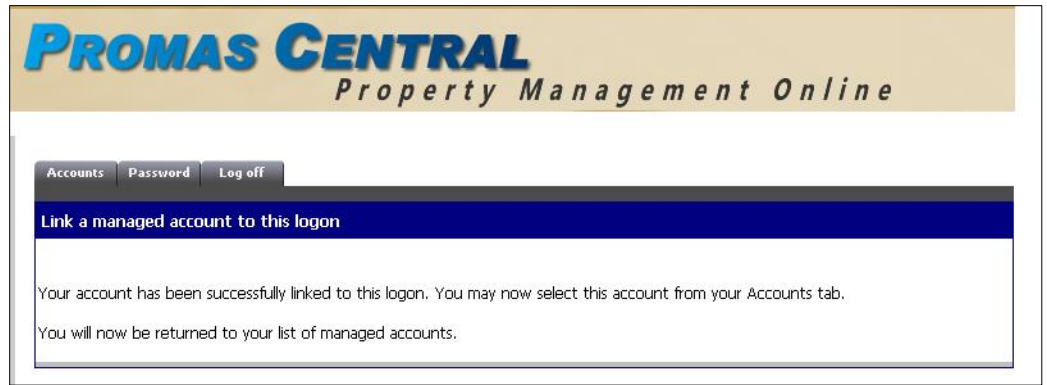 PROMAS CENTRAL
Property Management Online
Accounts Password Log off
Link a managed account to this logon
Your account has been successfully linked to this logon. You may now select this account from your Accounts tab.
You will now be returned to your list of managed accounts.